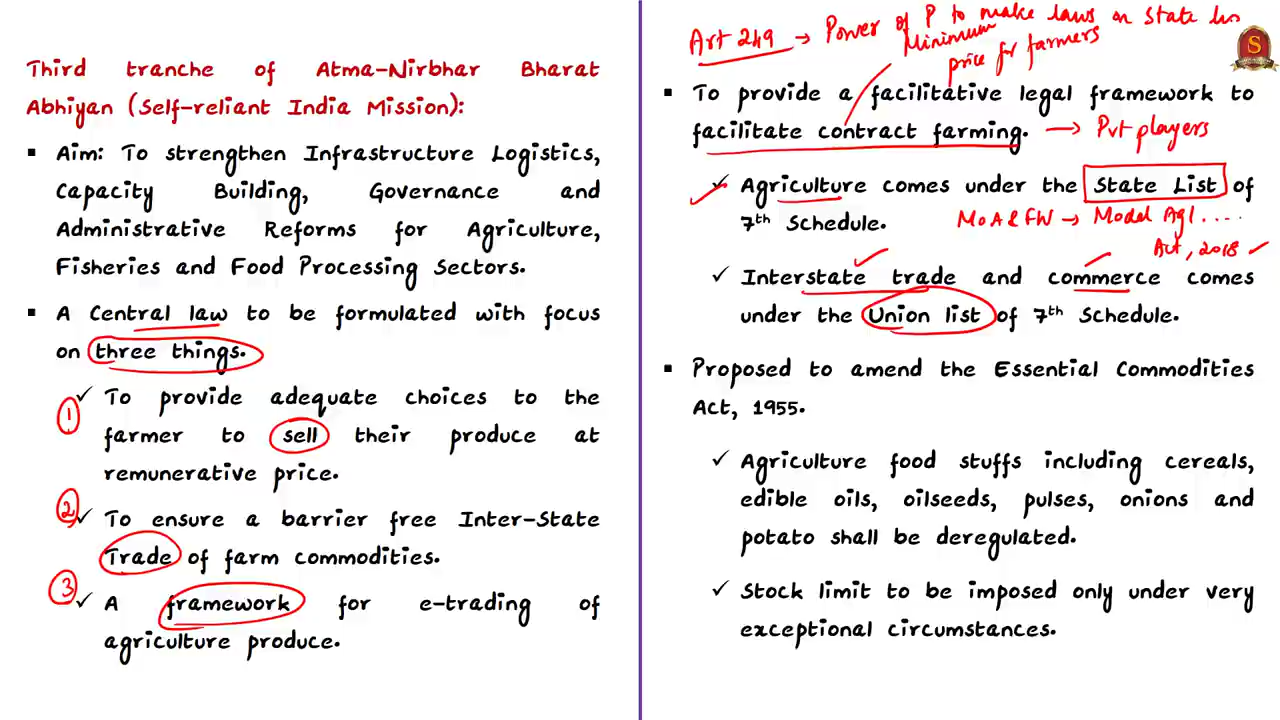 Third tranche of Atma-Nirbhar Bharat
Abhiyan (Self-reliant India Mission):
▪ Aim: To strengthen Infrastructure Logistics,
Capacity Building, Governance and
Administrative Reforms for Agriculture,
Fisheries and Food Processing Sectors.
▪ A Central law to be formulated with focus
on three things.
1 ✓ To provide adequate choices to the
farmer to sell their produce at
remunerative price.
2 ✓ To ensure a barrier free Inter-State
Trade of farm commodities.
3 ✓ A framework for e-trading of
agriculture produce.
Art 249 → Power of P to make laws on State
Minimum
price for farmers
▪ To provide a facilitative legal framework to
facilitate contract farming. → Pvt players
✓ Agriculture comes under the State List of
7th Schedule. MoA&FW → Model Agl....
Act, 2018 ✓
✓ Interstate trade and commerce comes
under the Union list of 7th Schedule.
▪ Proposed to amend the Essential Commodities
Act, 1955.
✓ Agriculture food stuffs including cereals,
edible oils, oilseeds, pulses, onions and
potato shall be deregulated.
✓ Stock limit to be imposed only under very
exceptional circumstances.
S